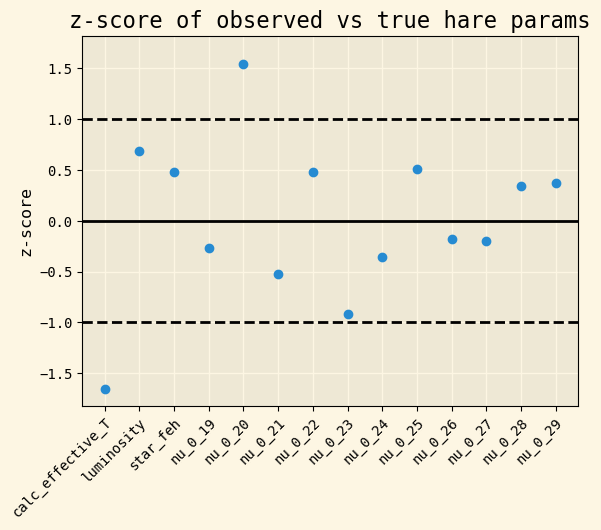 z-score of observed vs true hare params
z-score
1.5
1.0
0.5
0.0
−0.5
−1.0
−1.5
calc_effective_T
luminosity
star_feh
nu_0_19
nu_0_20
nu_0_21
nu_0_22
nu_0_23
nu_0_24
nu_0_25
nu_0_26
nu_0_27
nu_0_28
nu_0_29